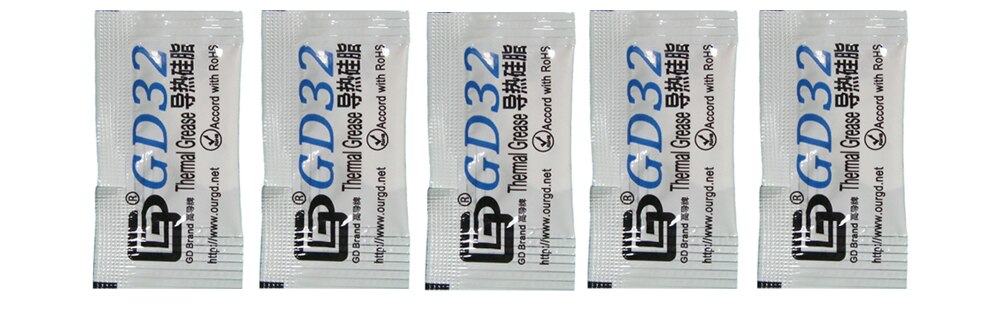 GD32
®
Thermal Grease 导热硅脂
GD Brand 高导牌
Accord with RoHS
http://www.ourgd.net
GD32
®
Thermal Grease 导热硅脂
GD Brand 高导牌
Accord with RoHS
http://www.ourgd.net
GD32
®
Thermal Grease 导热硅脂
GD Brand 高导牌
Accord with RoHS
http://www.ourgd.net
GD32
®
Thermal Grease 导热硅脂
GD Brand 高导牌
Accord with RoHS
http://www.ourgd.net
GD32
®
Thermal Grease 导热硅脂
GD Brand 高导牌
Accord with RoHS
http://www.ourgd.net